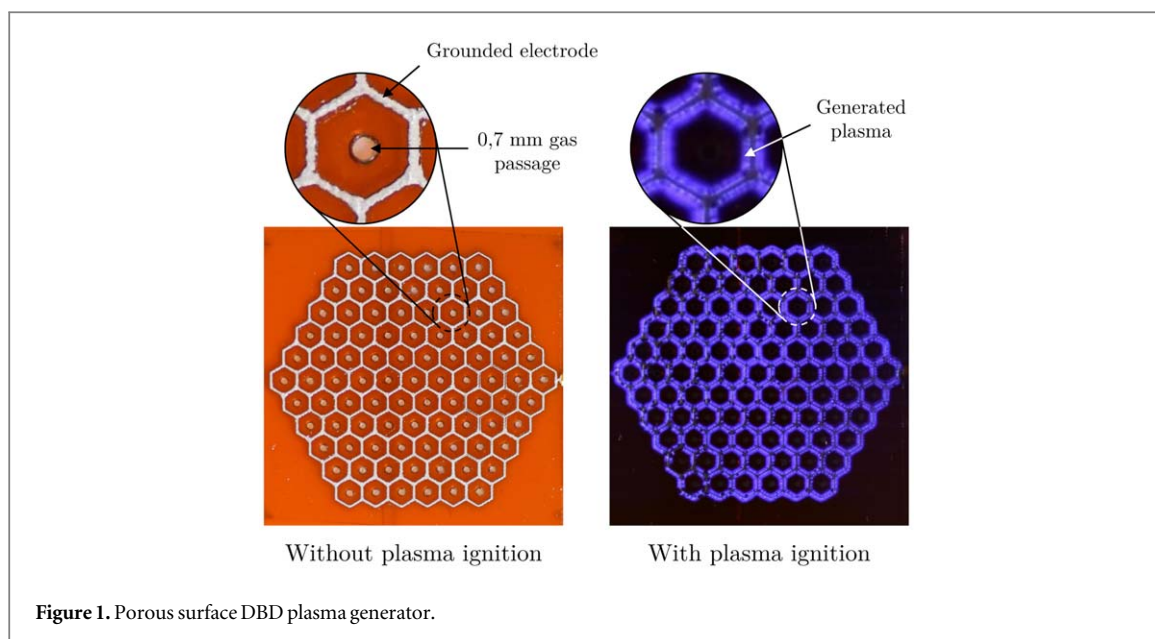 Grounded electrode
0,7 mm gas
passage
Generated
plasma
Without plasma ignition
With plasma ignition
Figure 1. Porous surface DBD plasma generator.